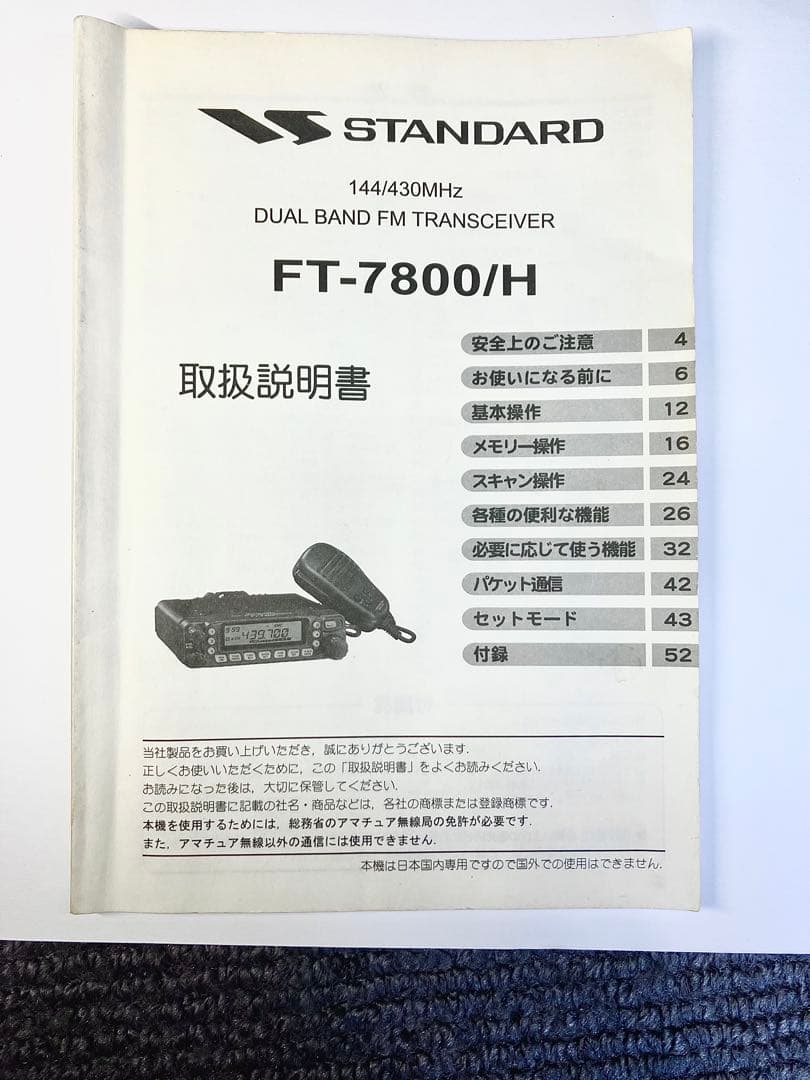 STANDARD
144/430MHz
DUAL BAND FM TRANSCEIVER
FT-7800/H
取扱説明書
安全上のご注意 4
お使いになる前に 6
基本操作 12
メモリー操作 16
スキャン操作 24
各種の便利な機能 26
必要に応じて使う機能 32
パケット通信 42
セットモード 43
付録 52
439.700
当社製品をお買い上げいただき，誠にありがとうございます．
正しくお使いいただくために，この「取扱説明書」をよくお読みください．
お読みになった後は，大切に保管してください．
この取扱説明書に記載の社名・商品名などは，各社の商標または登録商標です．
本機を使用するためには，総務省のアマチュア無線局の免許が必要です．
また，アマチュア無線以外の通信には使用できません．
本機は日本国内専用ですので国外での使用はできません．